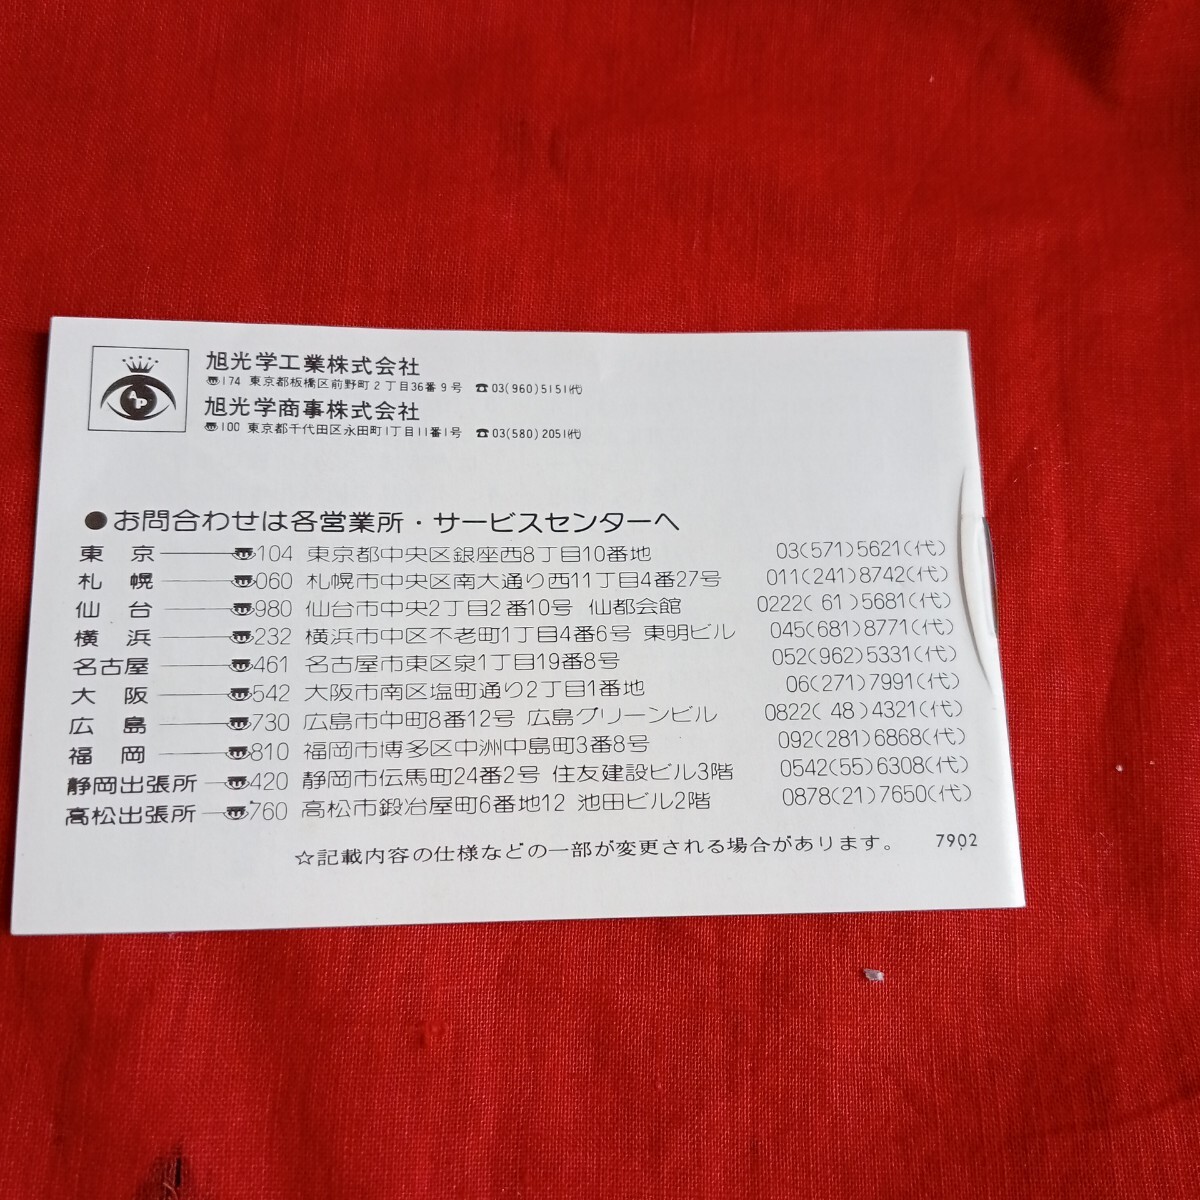 AP
旭光学工業株式会社
〠174 東京都板橋区前野町2丁目36番9号 ☎03(960)5151(代)
旭光学商事株式会社
〠100 東京都千代田区永田町1丁目11番1号 ☎03(580)2051(代)
●お問合わせは各営業所・サービスセンターへ
東京──〠104 東京都中央区銀座西8丁目10番地 03(571)5621(代)
札幌──〠060 札幌市中央区南大通り西11丁目4番27号 011(241)8742(代)
仙台──〠980 仙台市中央2丁目2番10号 仙都会館 0222(61)5681(代)
横浜──〠232 横浜市中区不老町1丁目4番6号 東明ビル 045(681)8771(代)
名古屋──〠461 名古屋市東区泉1丁目19番8号 052(962)5331(代)
大阪──〠542 大阪市南区塩町通り2丁目1番地 06(271)7991(代)
広島──〠730 広島市中町8番12号 広島グリーンビル 0822(48)4321(代)
福岡──〠810 福岡市博多区中洲中島町3番8号 092(281)6868(代)
静岡出張所─〠420 静岡市伝馬町24番2号 住友建設ビル3階 0542(55)6308(代)
高松出張所─〠760 高松市鍛冶屋町6番地12 池田ビル2階 0878(21)7650(代)
☆記載内容の仕様などの一部が変更される場合があります。 7902